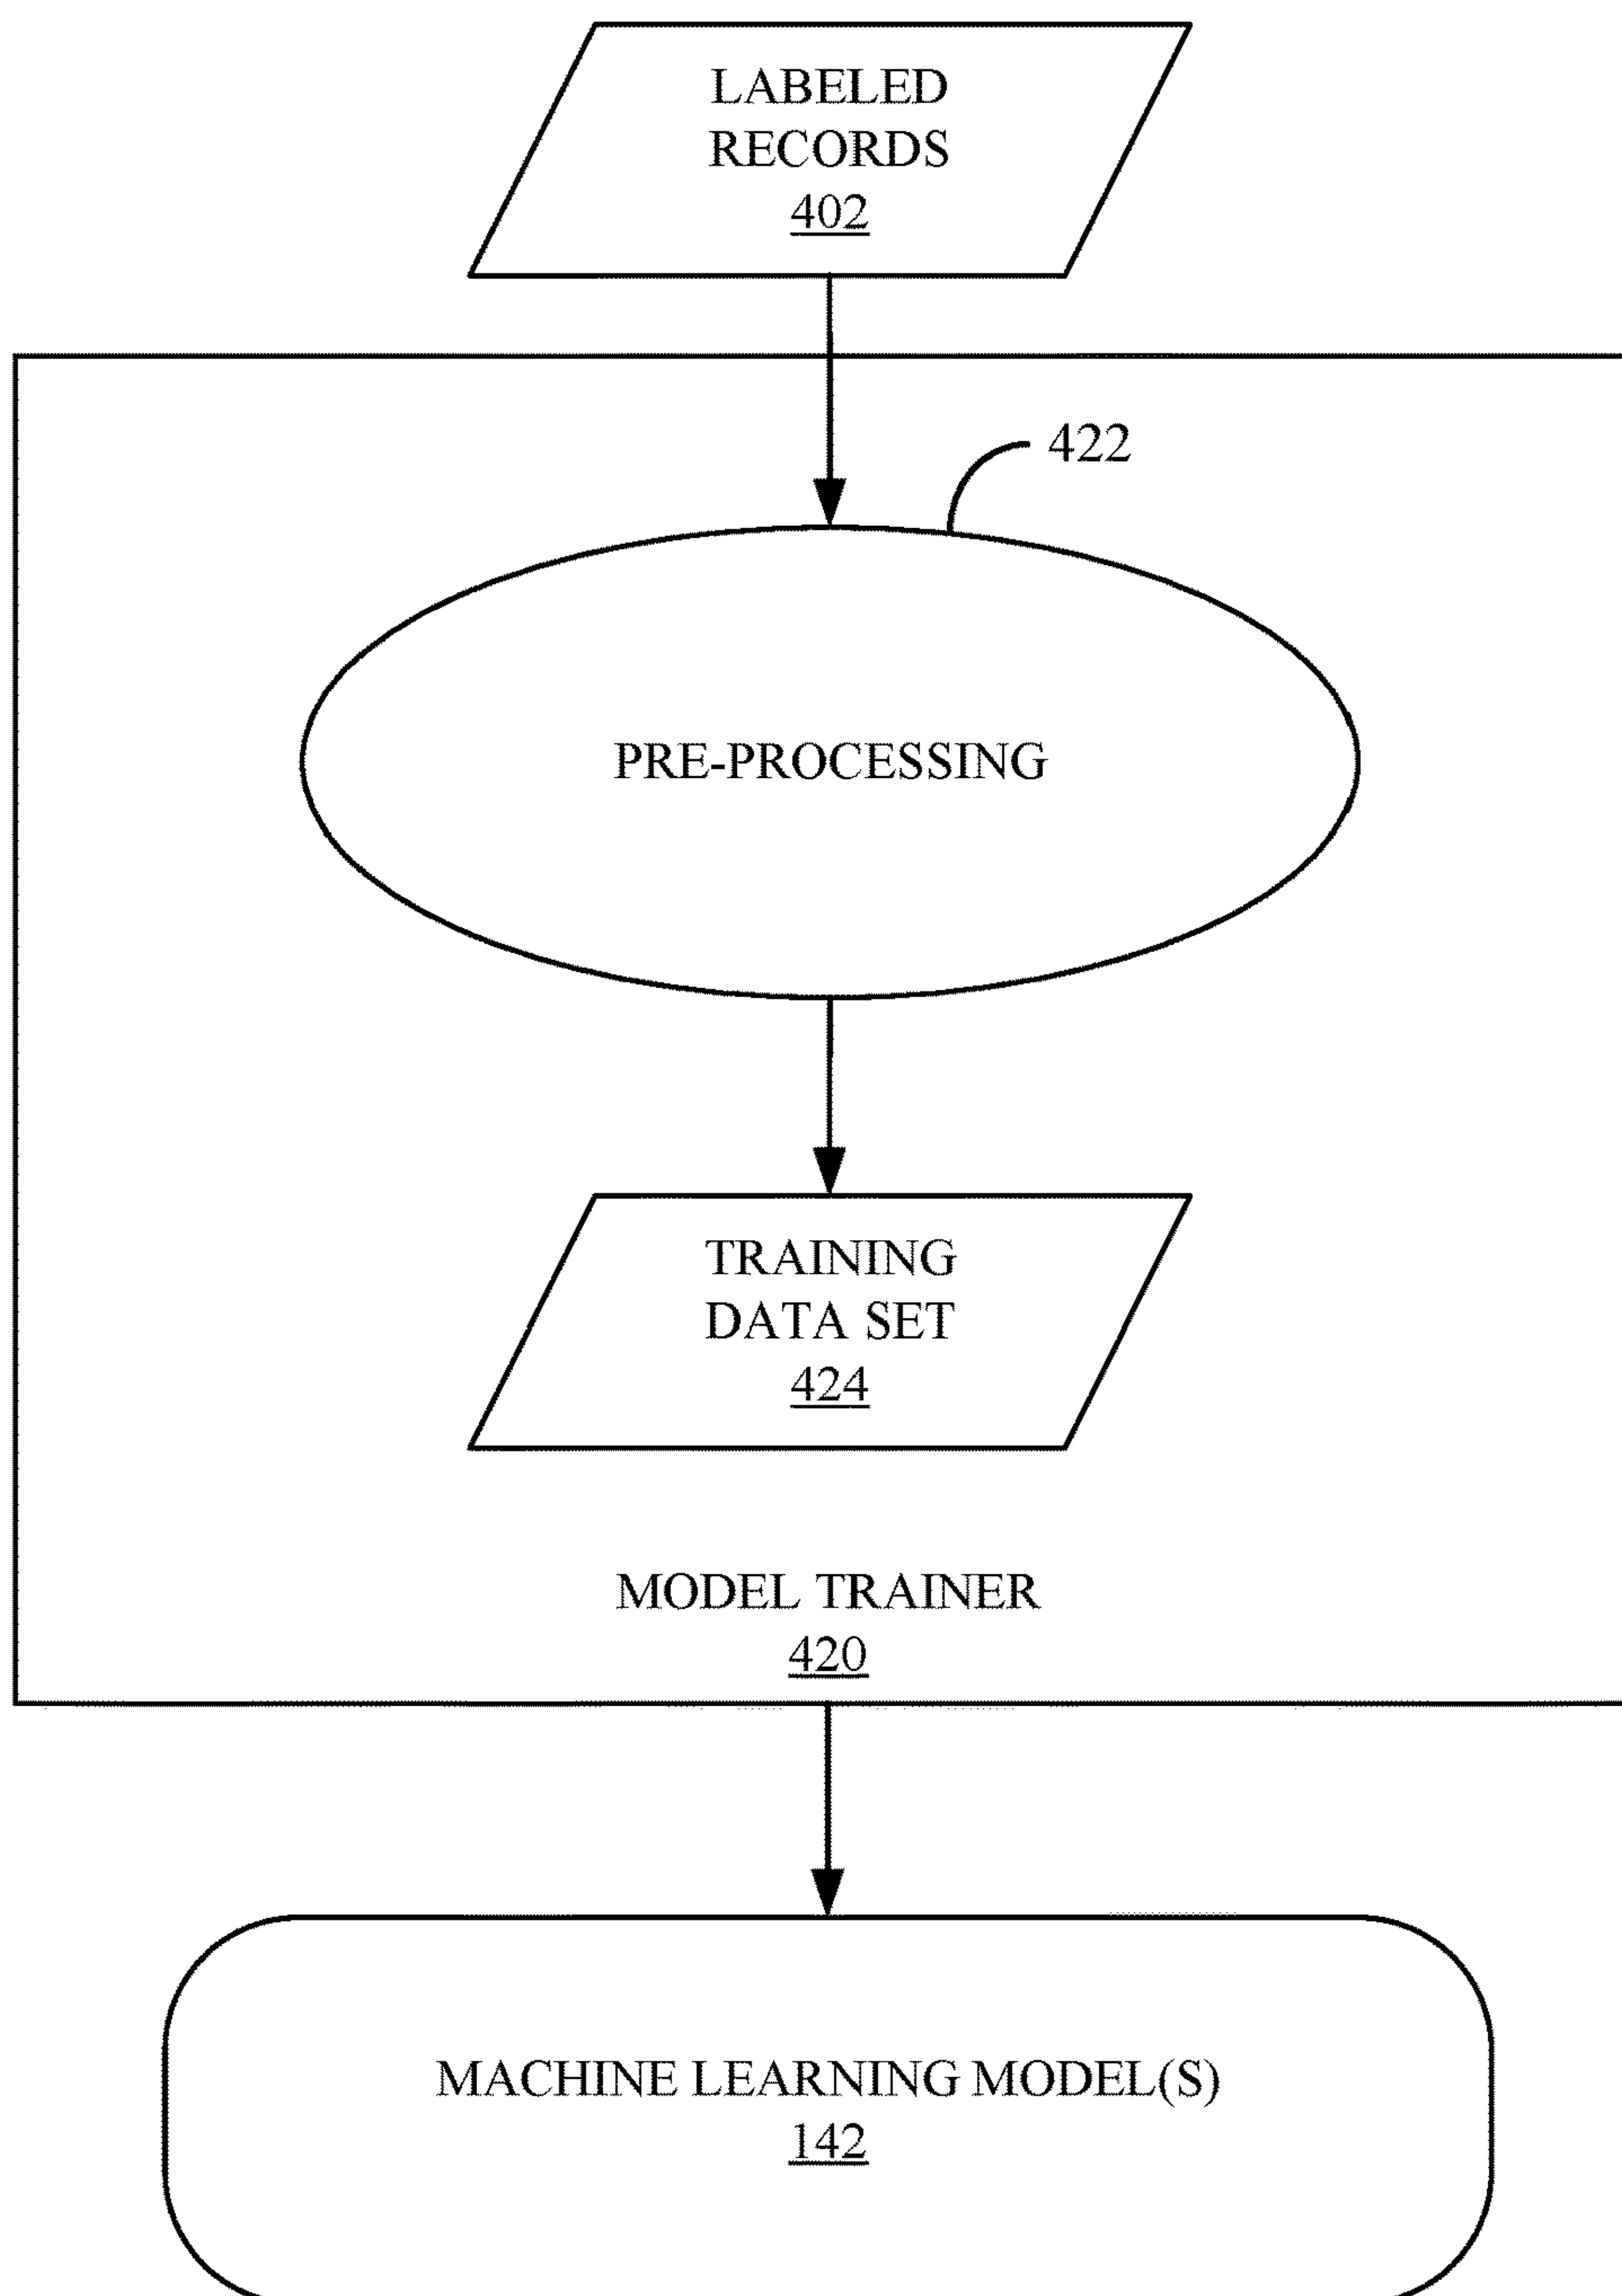 LABELED
RECORDS
402
422
PRE-PROCESSING
TRAINING
DATA SET
424
MODEL TRAINER
420
MACHINE LEARNING MODEL(S)
142